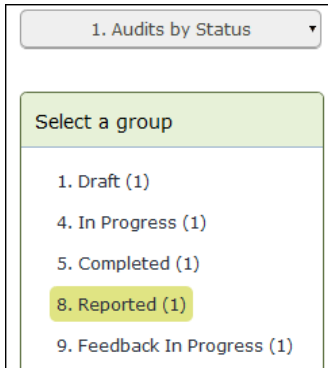 1. Audits by Status
Select a group
1. Draft (1)
4. In Progress (1)
5. Completed (1)
8. Reported (1)
9. Feedback In Progress (1)